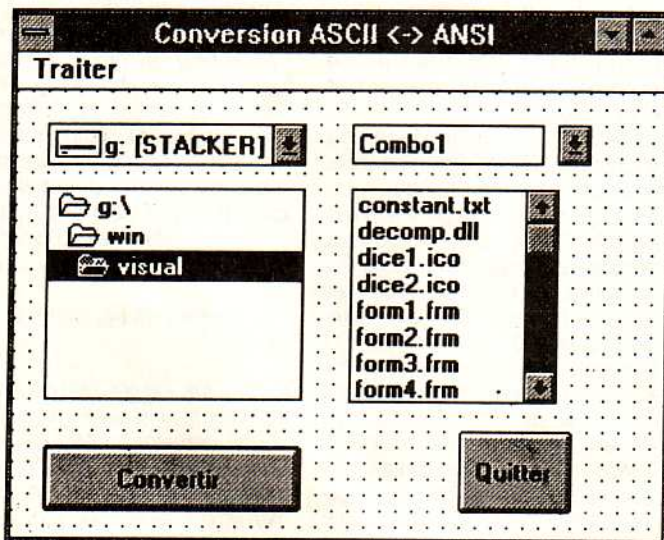 Conversion ASCII <-> ANSI
Traiter
g: [STACKER]
Combo1
g:\
win
visual
constant.txt
decomp.dll
dice1.ico
dice2.ico
form1.frm
form2.frm
form3.frm
form4.frm
Convertir
Quitter